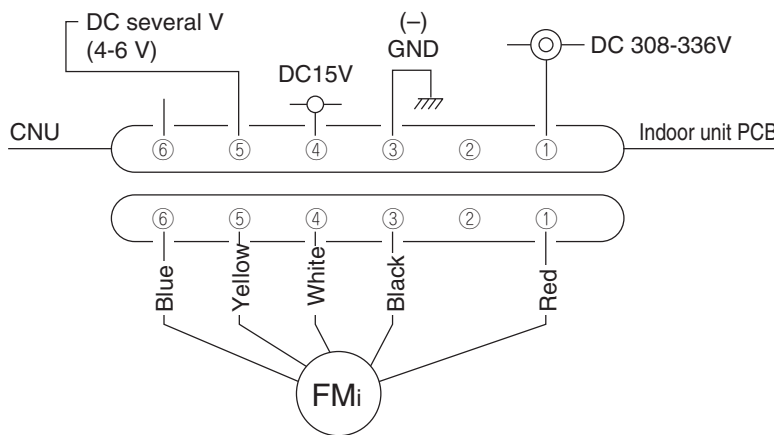 DC several V
(4-6 V)
(–)
GND
DC15V
DC 308-336V
CNU
⑥ ⑤ ④ ③ ② ①
Indoor unit PCB
⑥ ⑤ ④ ③ ② ①
Blue
Yellow
White
Black
Red
FMi